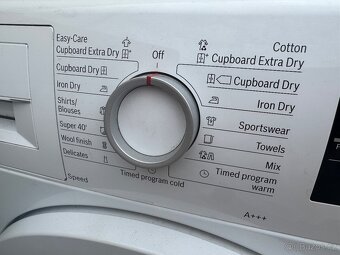 Easy-Care
Cupboard Extra Dry
Cupboard Dry
Iron Dry
Shirts/
Blouses
Super 40'
Wool finish
Delicates
Speed
Off
Cotton
Cupboard Extra Dry
Cupboard Dry
Iron Dry
Sportswear
Towels
Mix
Timed program
warm
Timed program cold
A+++